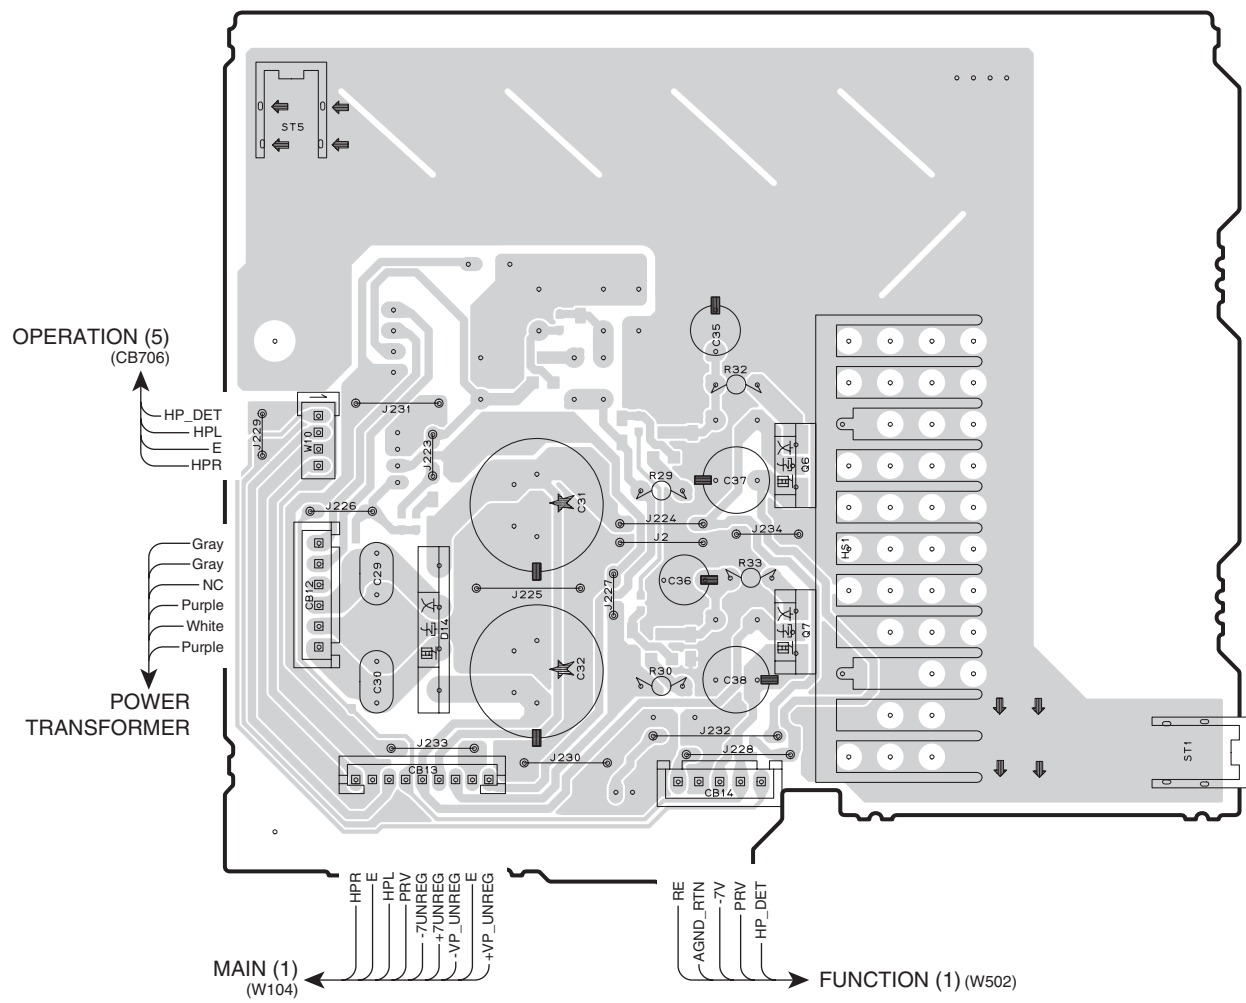 ST5
OPERATION (5)
(CB706)
HP_DET
HPL
E
HPR
J229
W10
J231
J223
J226
C35
R32
Q6
C37
R29
C31
J224
J2
J234
HS1
Gray
Gray
NC
Purple
White
Purple
POWER
TRANSFORMER
CB12
C29
C30
D14
J225
J227
C36
R33
Q7
C32
R30
C38
J232
J228
J233
CB13
J230
CB14
ST1
HPR
E
HPL
PRV
-7UNREG
+7UNREG
-VP_UNREG
E
+VP_UNREG
MAIN (1)
(W104)
RE
AGND_RTN
-7V
PRV
HP_DET
FUNCTION (1) (W502)